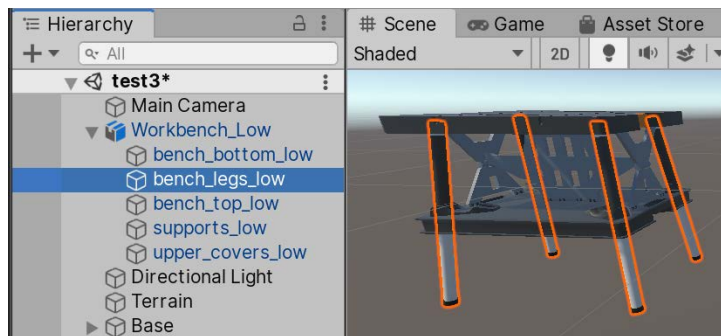 Hierarchy
All
test3*
Main Camera
Workbench_Low
bench_bottom_low
bench_legs_low
bench_top_low
supports_low
upper_covers_low
Directional Light
Terrain
Base
Scene Game Asset Store
Shaded 2D